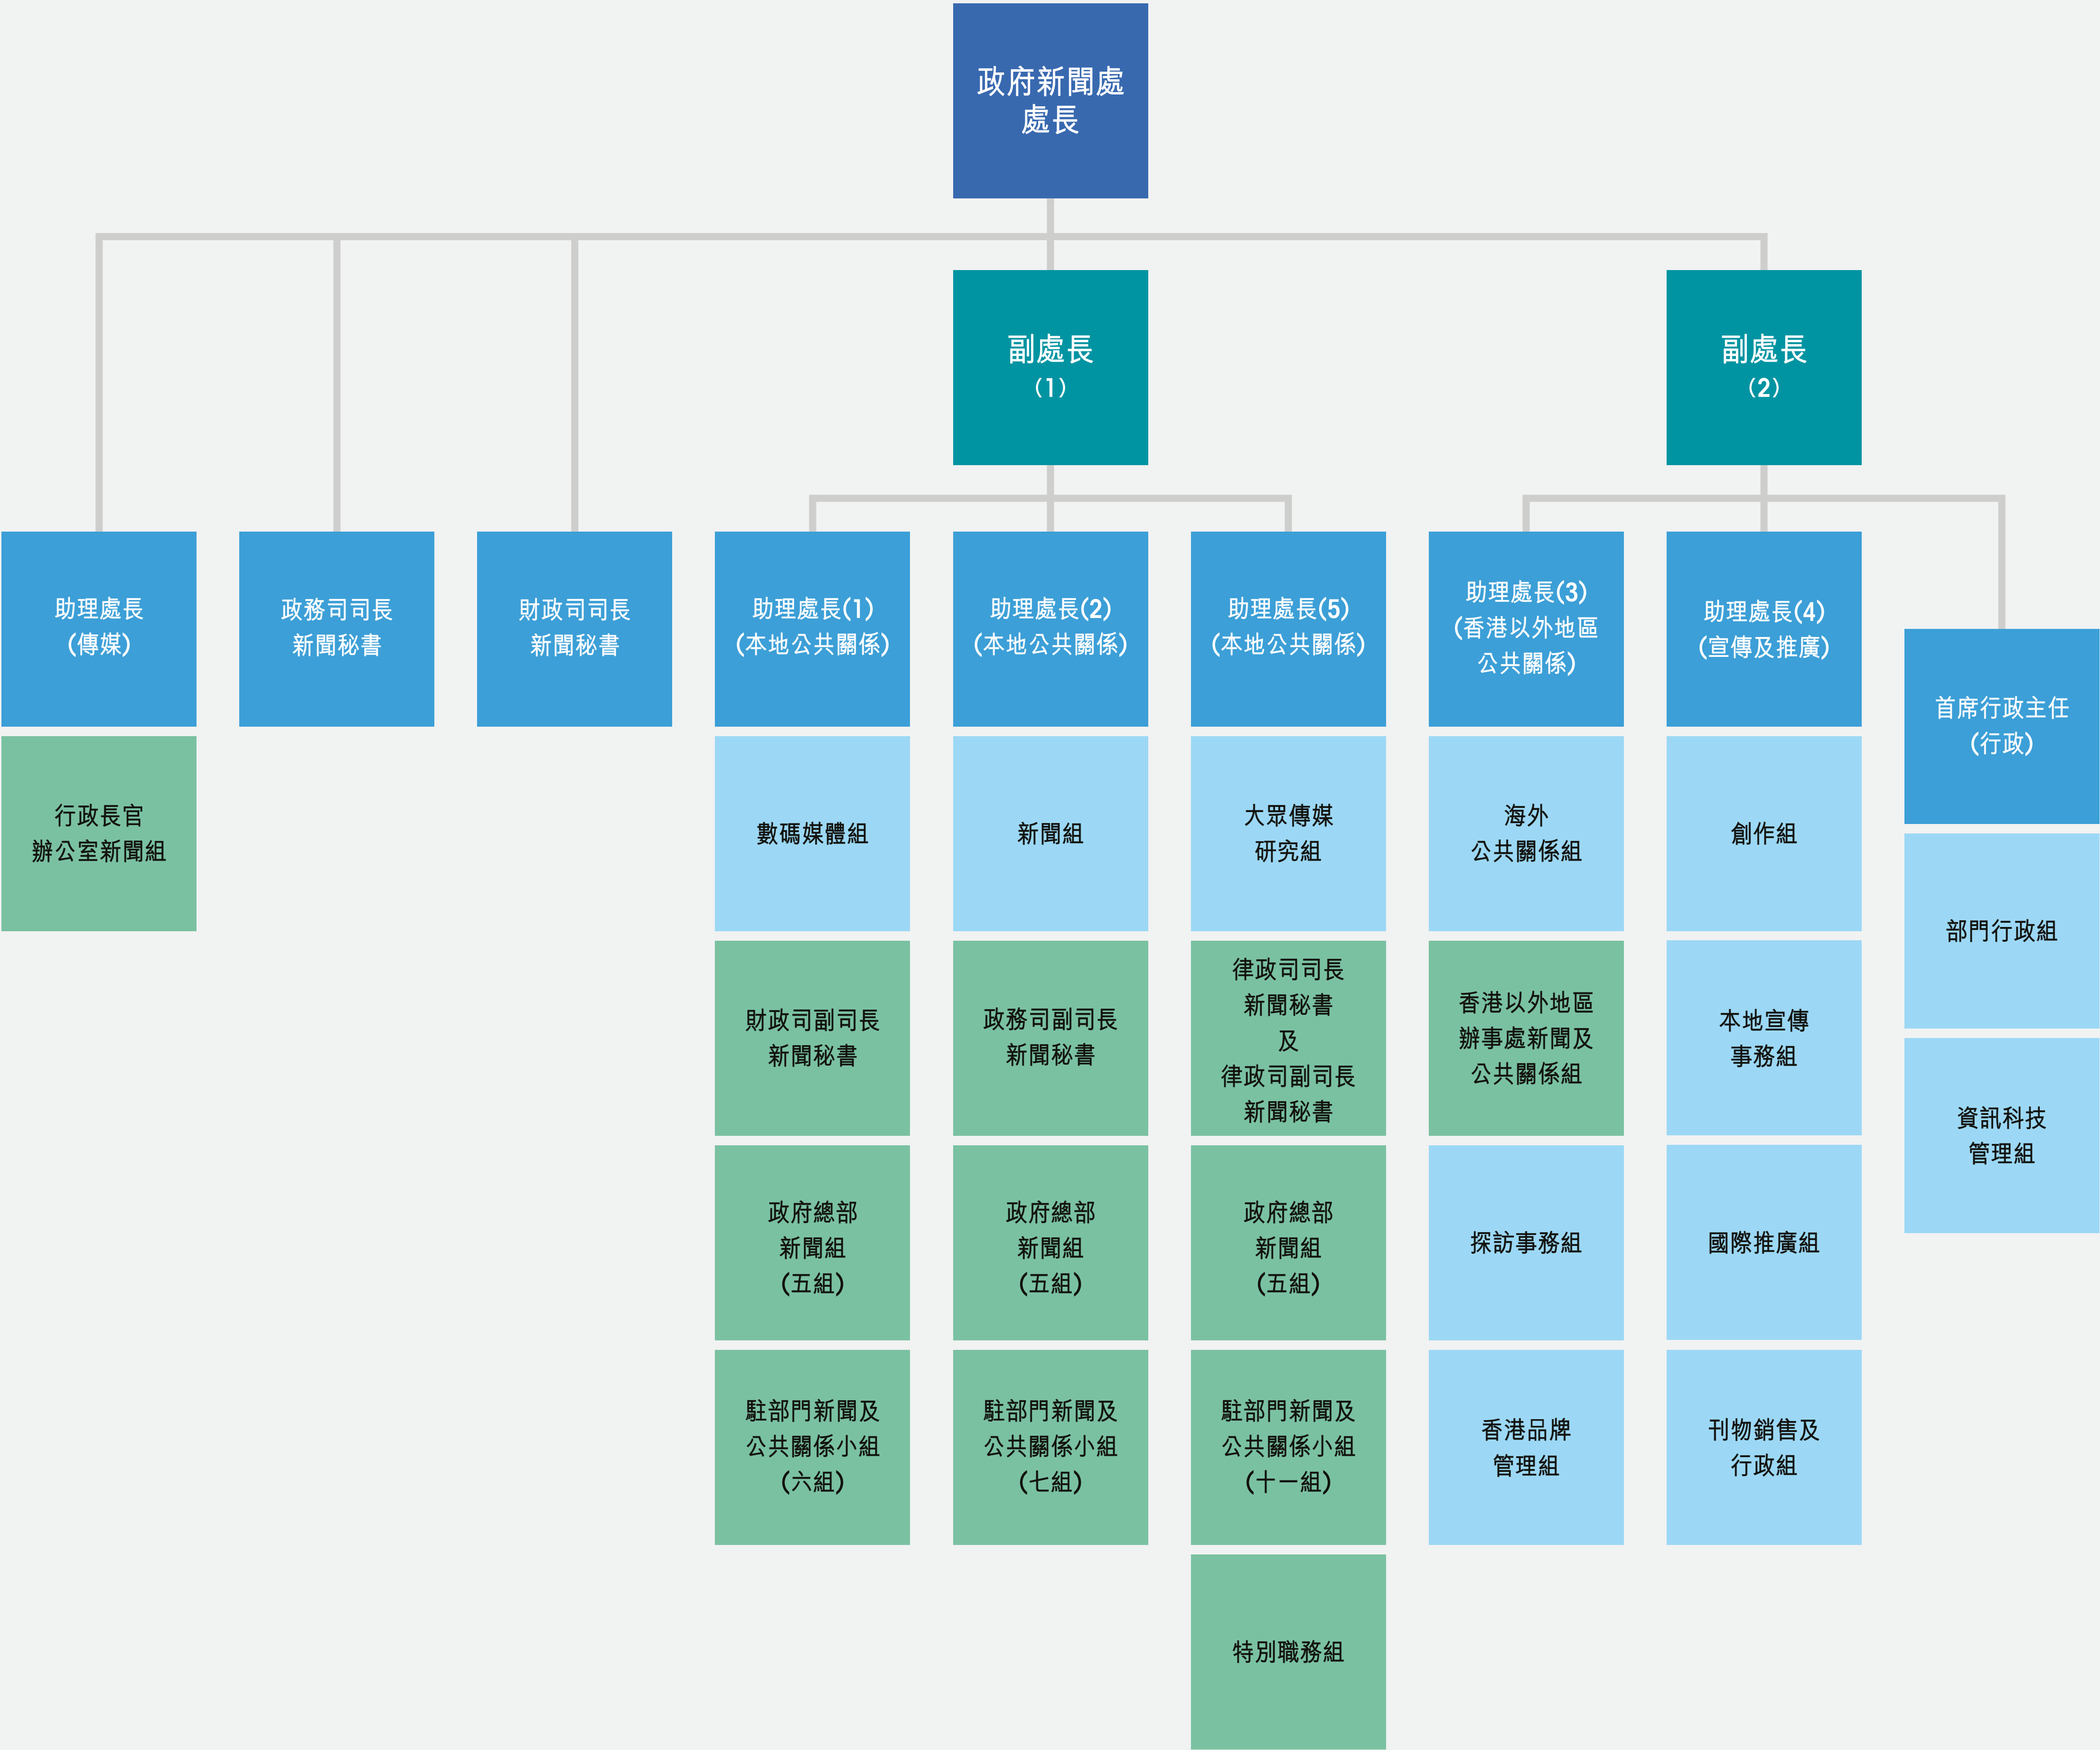 政府新聞處
處長
副處長
(1)
副處長
(2)
助理處長
(傳媒)
行政長官
辦公室新聞組
政務司司長
新聞秘書
財政司司長
新聞秘書
助理處長(1)
(本地公共關係)
數碼媒體組
財政司副司長
新聞秘書
政府總部
新聞組
(五組)
駐部門新聞及
公共關係小組
(六組)
助理處長(2)
(本地公共關係)
新聞組
政務司副司長
新聞秘書
政府總部
新聞組
(五組)
駐部門新聞及
公共關係小組
(七組)
助理處長(5)
(本地公共關係)
大眾傳媒
研究組
律政司司長
新聞秘書
及
律政司副司長
新聞秘書
政府總部
新聞組
(五組)
駐部門新聞及
公共關係小組
(十一組)
特別職務組
助理處長(3)
(香港以外地區
公共關係)
海外
公共關係組
香港以外地區
辦事處新聞及
公共關係組
探訪事務組
香港品牌
管理組
助理處長(4)
(宣傳及推廣)
創作組
本地宣傳
事務組
國際推廣組
刊物銷售及
行政組
首席行政主任
(行政)
部門行政組
資訊科技
管理組